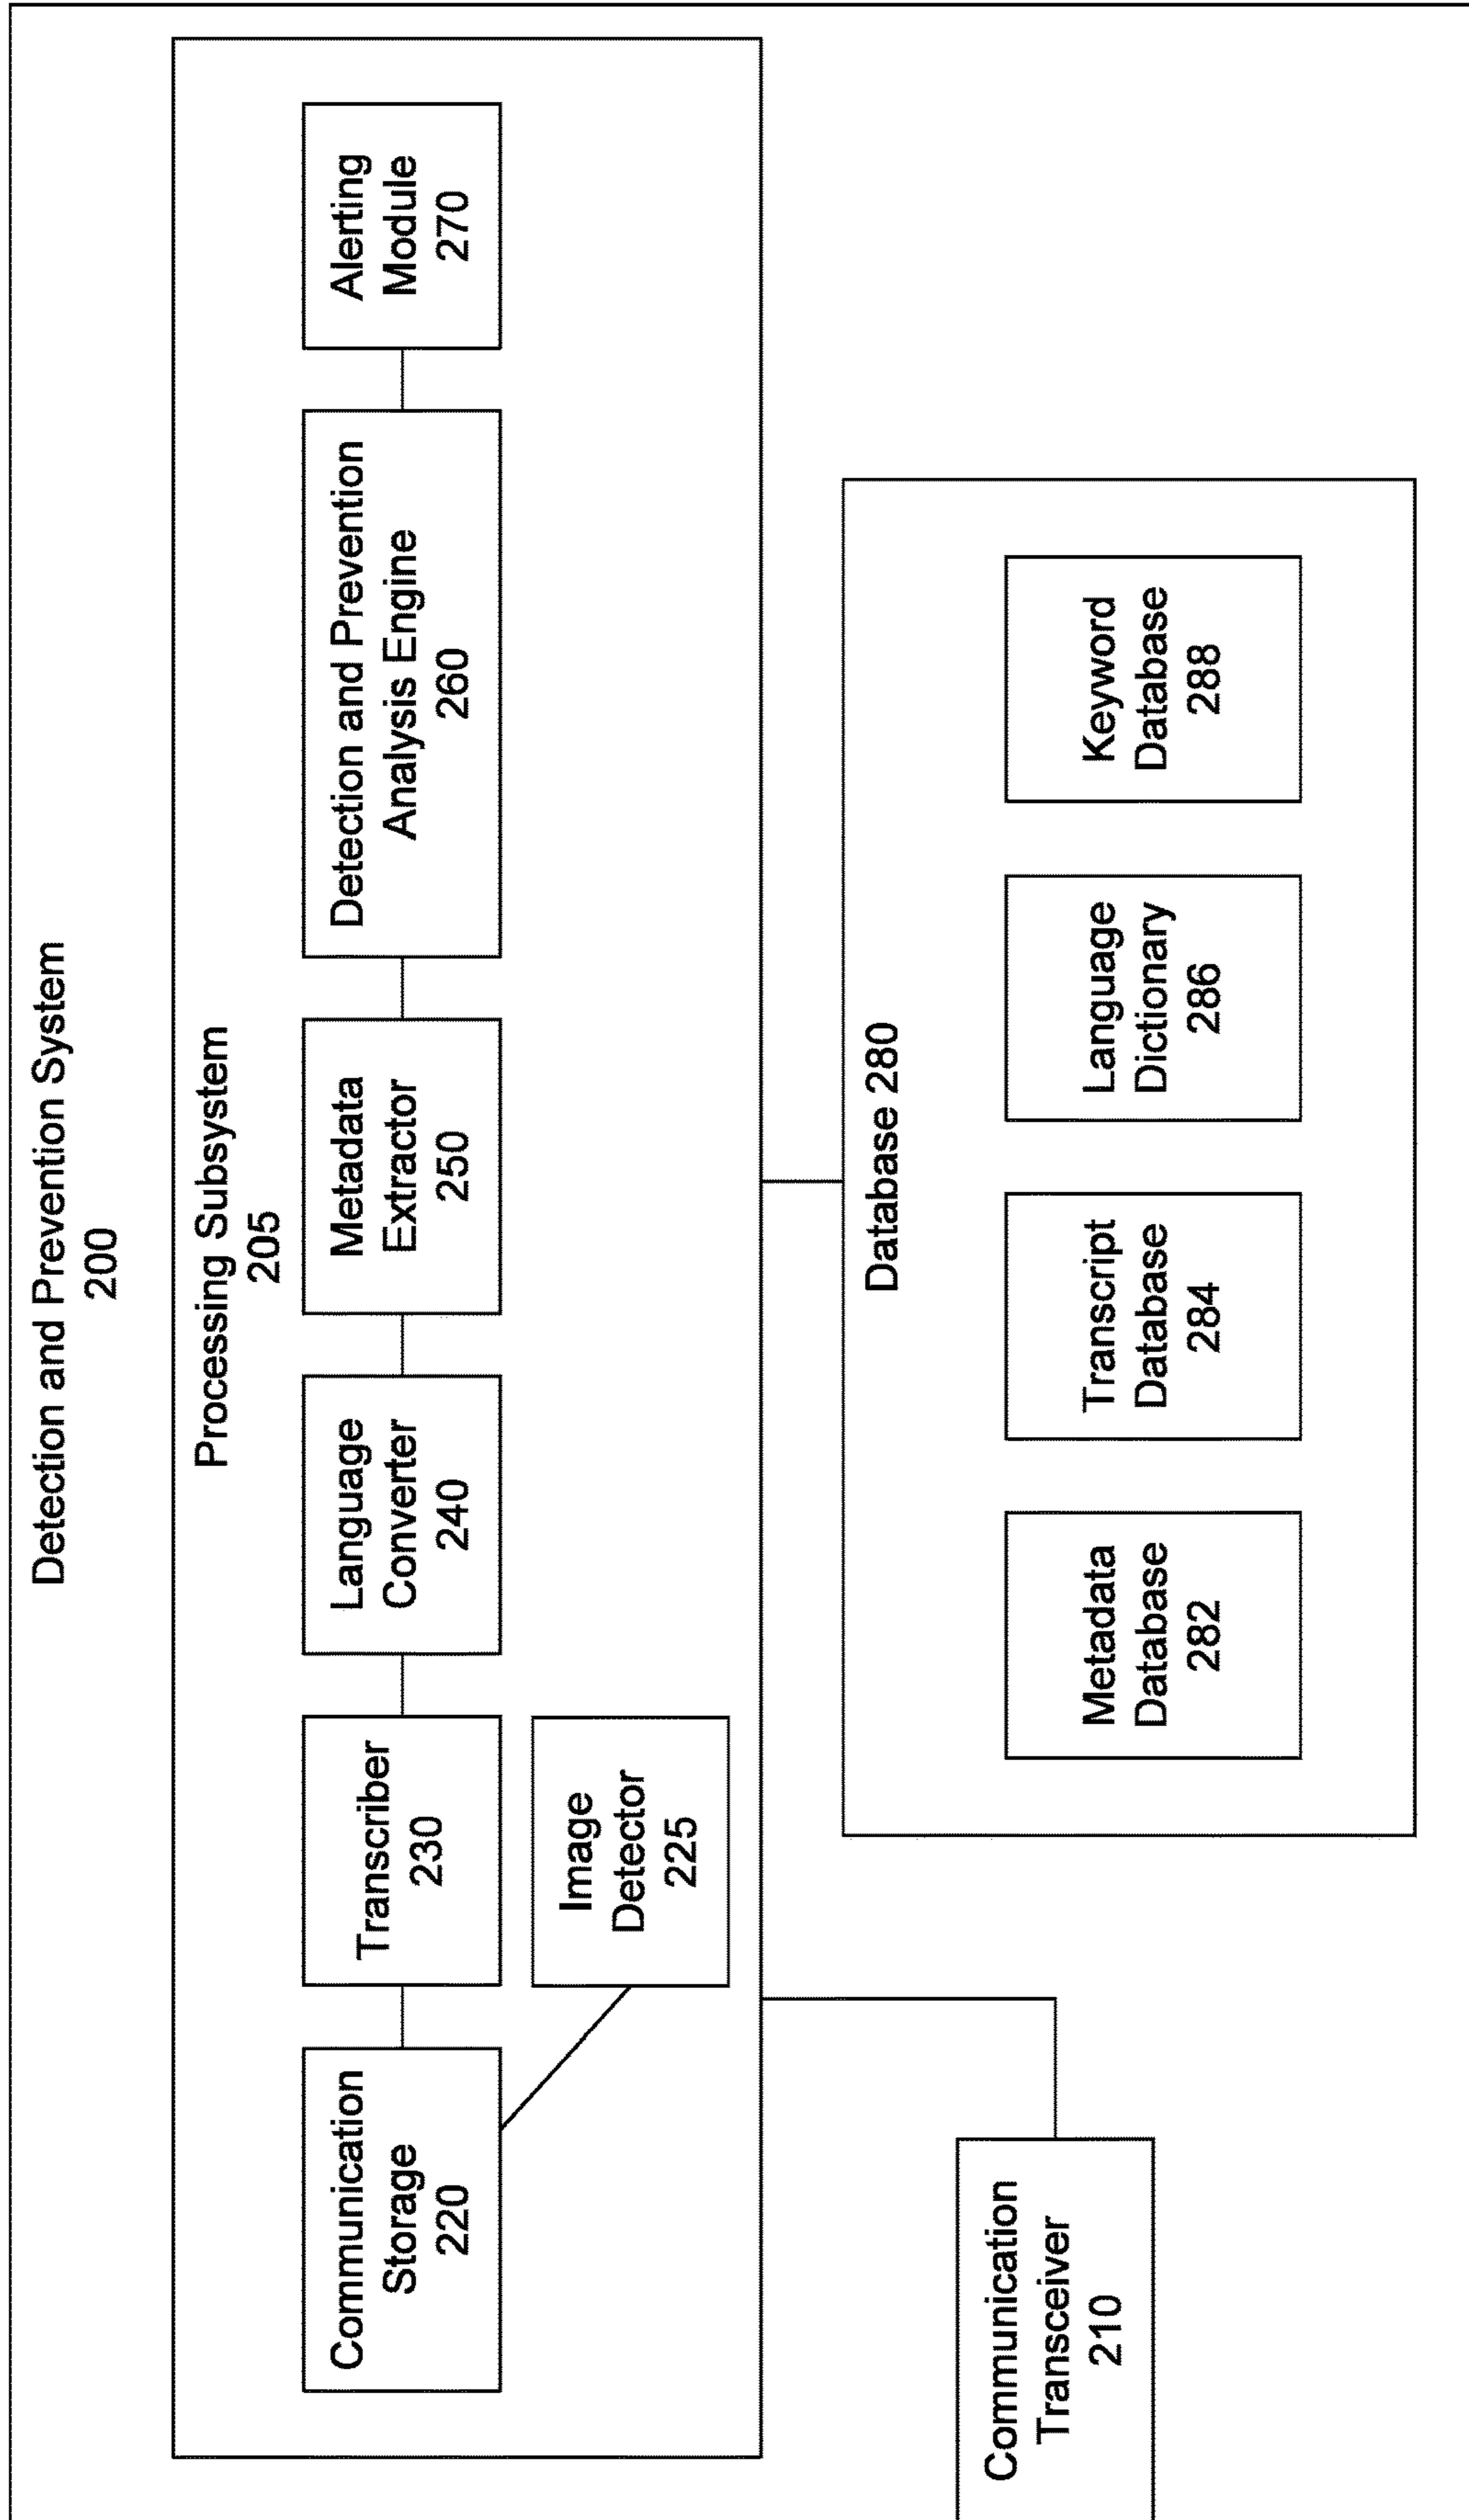 Detection and Prevention System
200
Processing Subsystem
205
Communication
Storage
220
Transcriber
230
Language
Converter
240
Metadata
Extractor
250
Detection and Prevention
Analysis Engine
260
Alerting
Module
270
Image
Detector
225
Communication
Transceiver
210
Database 280
Metadata
Database
282
Transcript
Database
284
Language
Dictionary
286
Keyword
Database
288